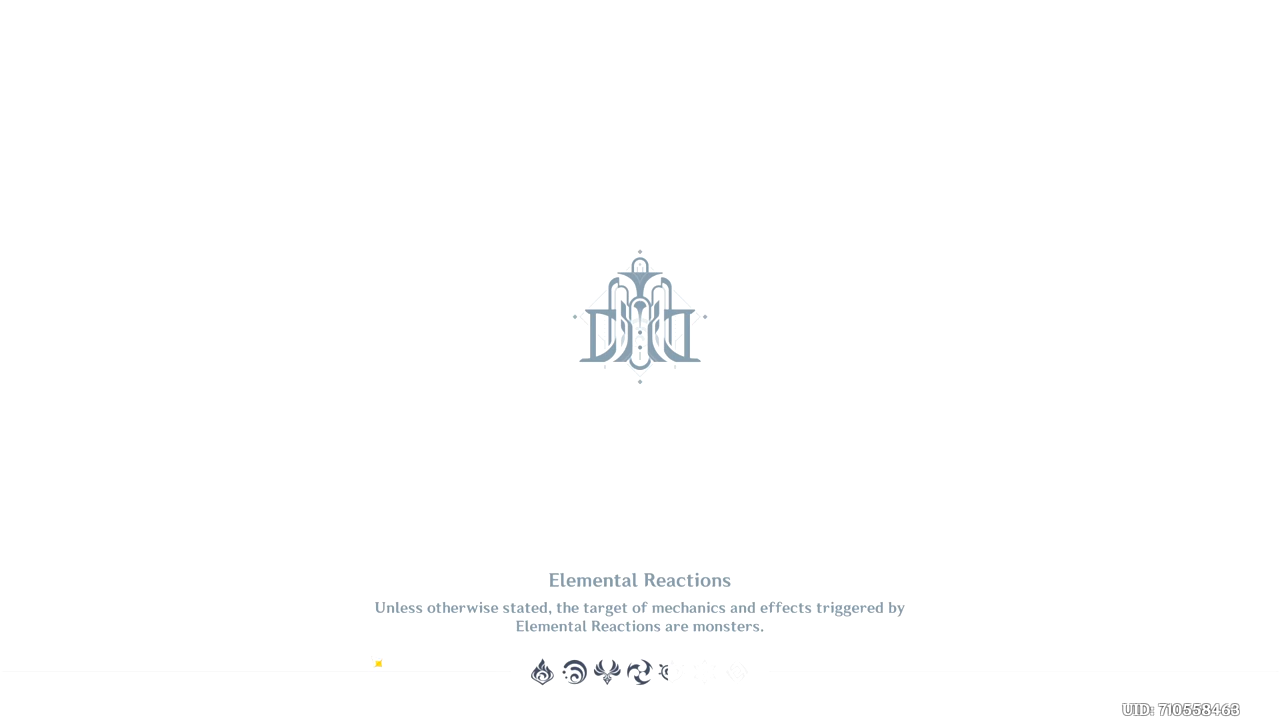 Elemental Reactions
Unless otherwise stated, the target of mechanics and effects triggered by
Elemental Reactions are monsters.
UID: 710558463